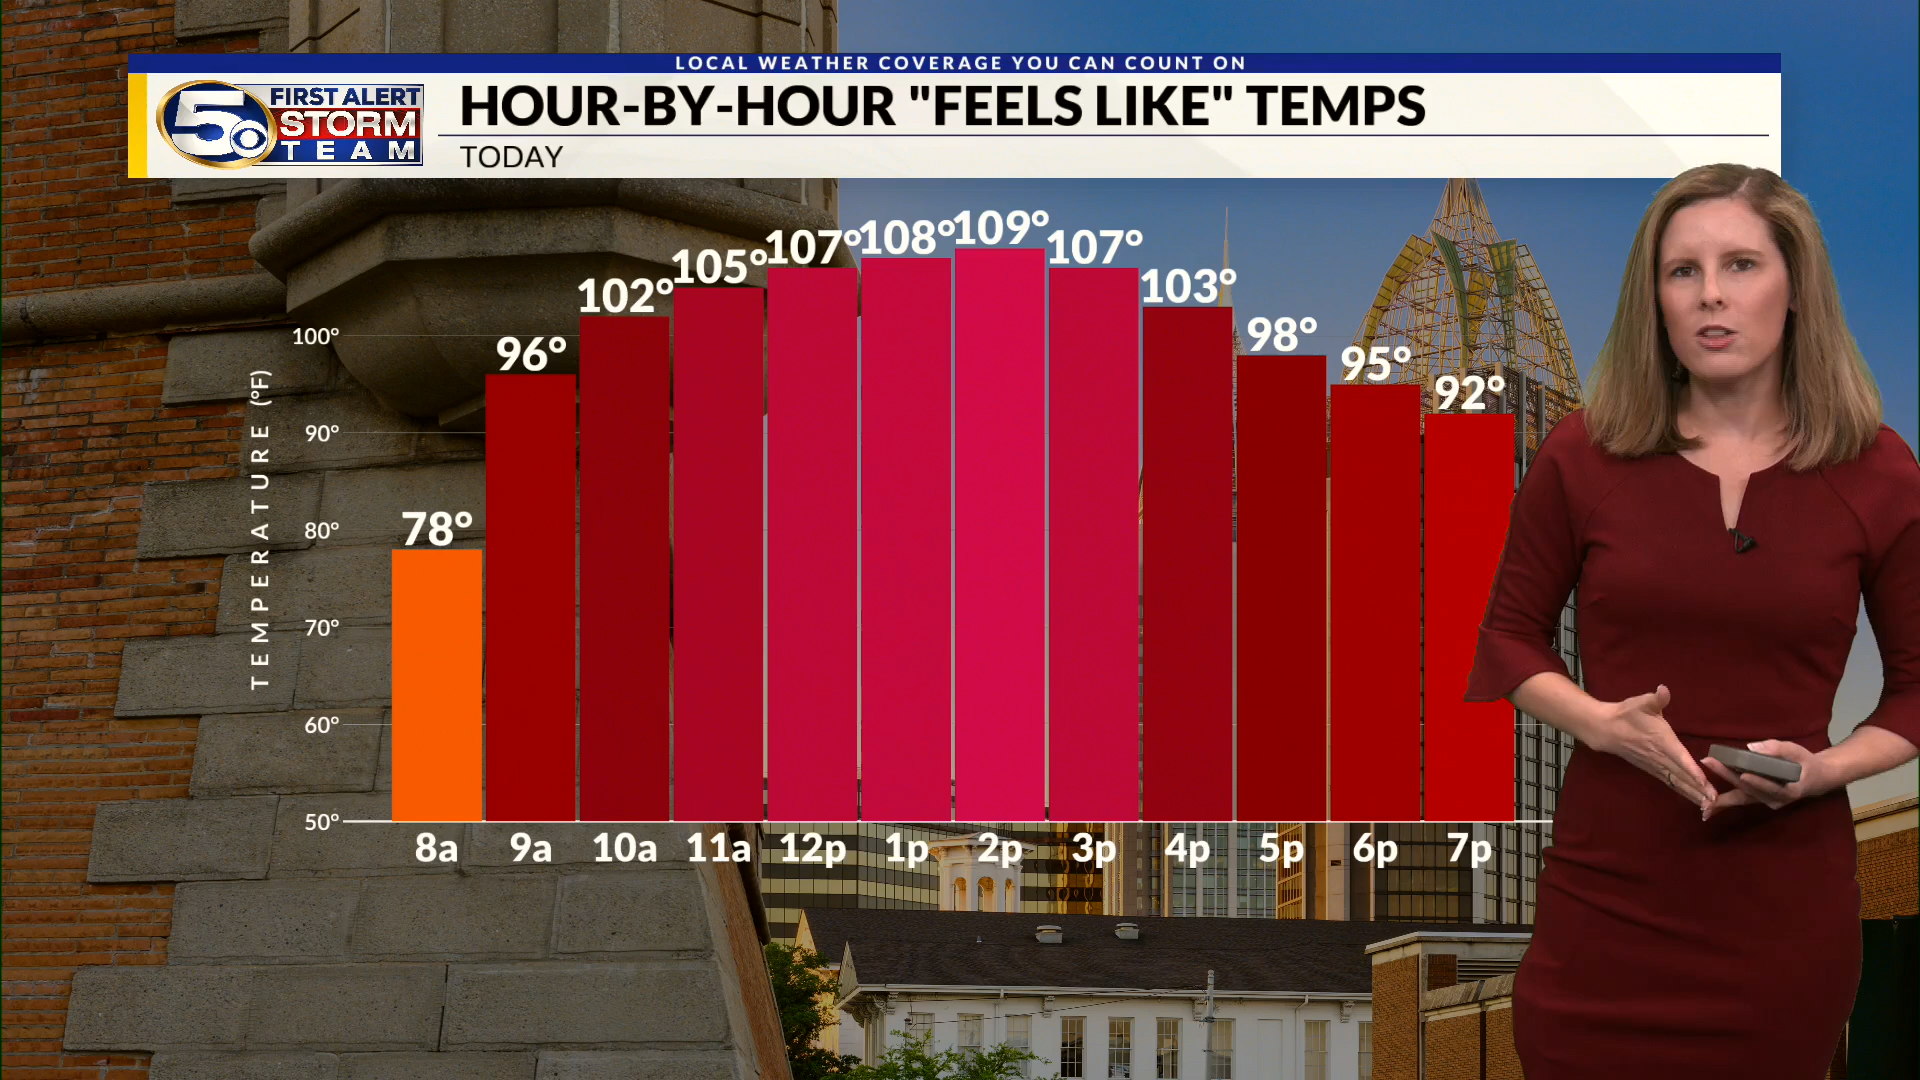 LOCAL WEATHER COVERAGE YOU CAN COUNT ON
5 FIRST ALERT
STORM
TEAM
HOUR-BY-HOUR "FEELS LIKE" TEMPS
TODAY
TEMPERATURE (°F)
100°
90°
80°
70°
60°
50°
78° 96° 102° 105° 107° 108° 109° 107° 103° 98° 95° 92°
8a 9a 10a 11a 12p 1p 2p 3p 4p 5p 6p 7p